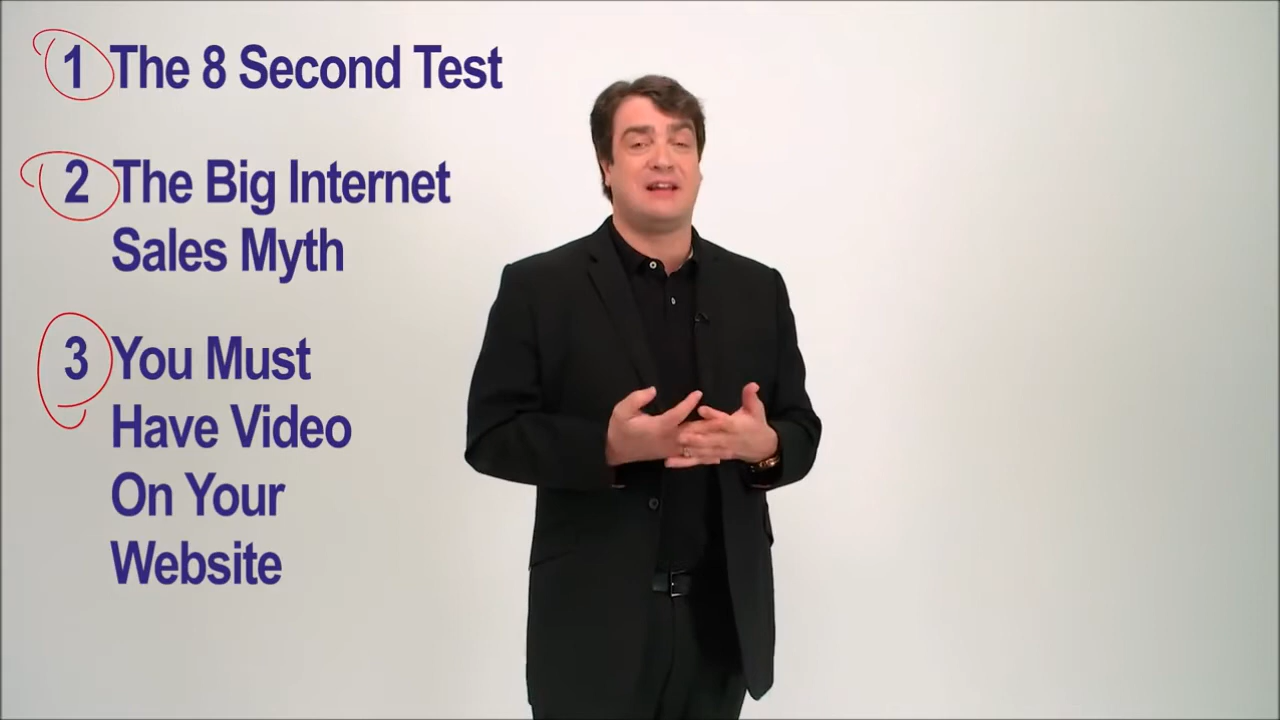 1 The 8 Second Test
2 The Big Internet
Sales Myth
3 You Must
Have Video
On Your
Website